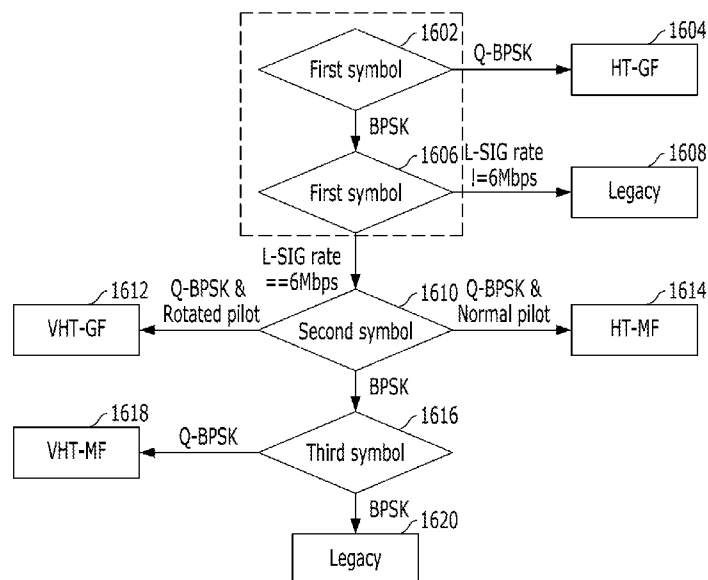 1602
First symbol
Q-BPSK
1604
HT-GF
BPSK
1606
First symbol
L-SIG rate
!=6Mbps
1608
Legacy
L-SIG rate
==6Mbps
1610
Second symbol
1612
VHT-GF
Q-BPSK &
Rotated pilot
Q-BPSK &
Normal pilot
1614
HT-MF
BPSK
1616
Third symbol
1618
VHT-MF
Q-BPSK
BPSK
1620
Legacy